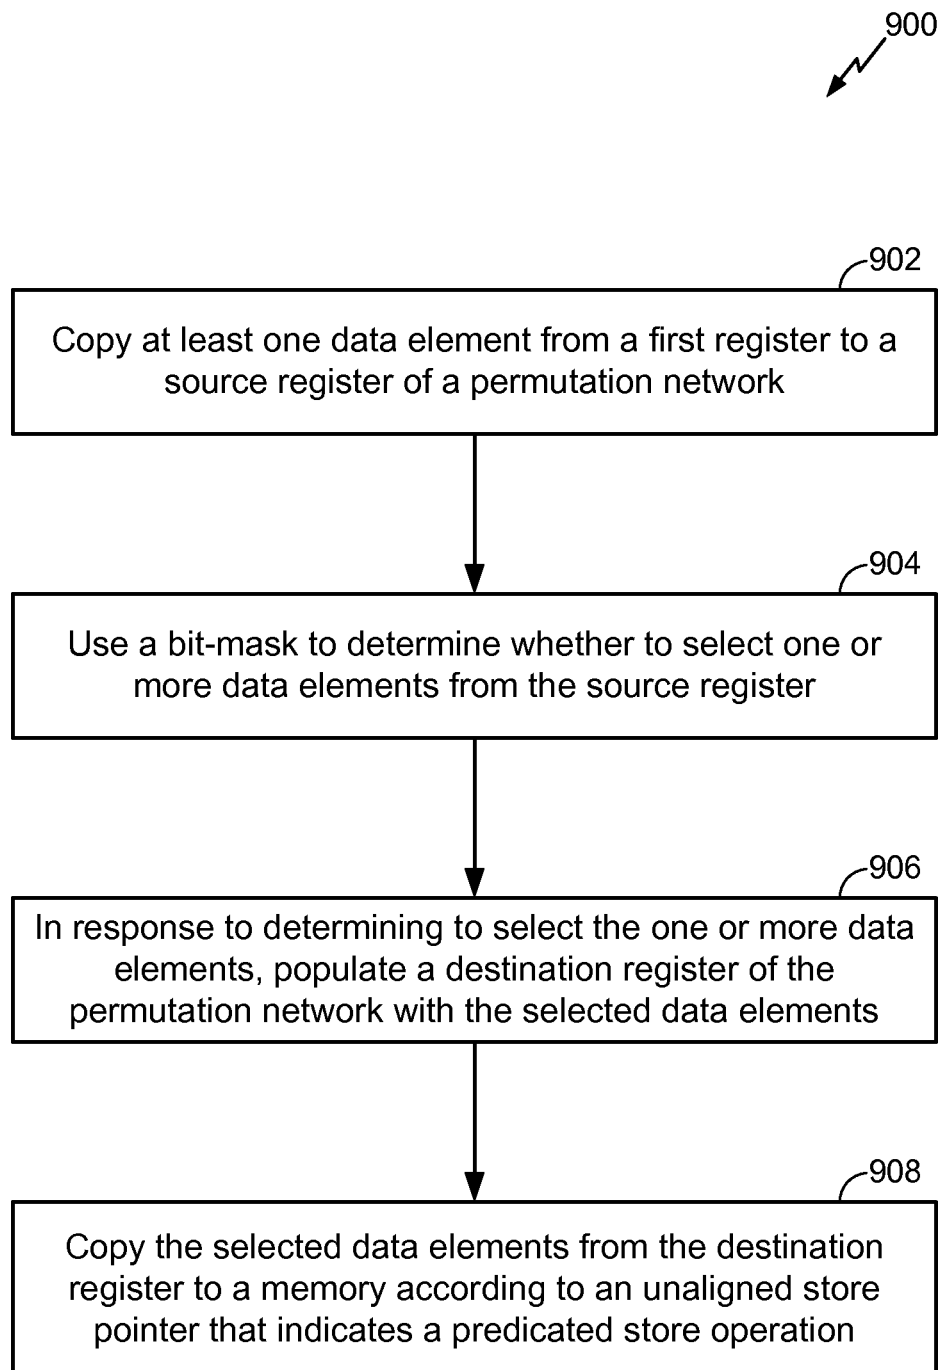 900
902
Copy at least one data element from a first register to a
source register of a permutation network
904
Use a bit-mask to determine whether to select one or
more data elements from the source register
906
In response to determining to select the one or more data
elements, populate a destination register of the
permutation network with the selected data elements
908
Copy the selected data elements from the destination
register to a memory according to an unaligned store
pointer that indicates a predicated store operation